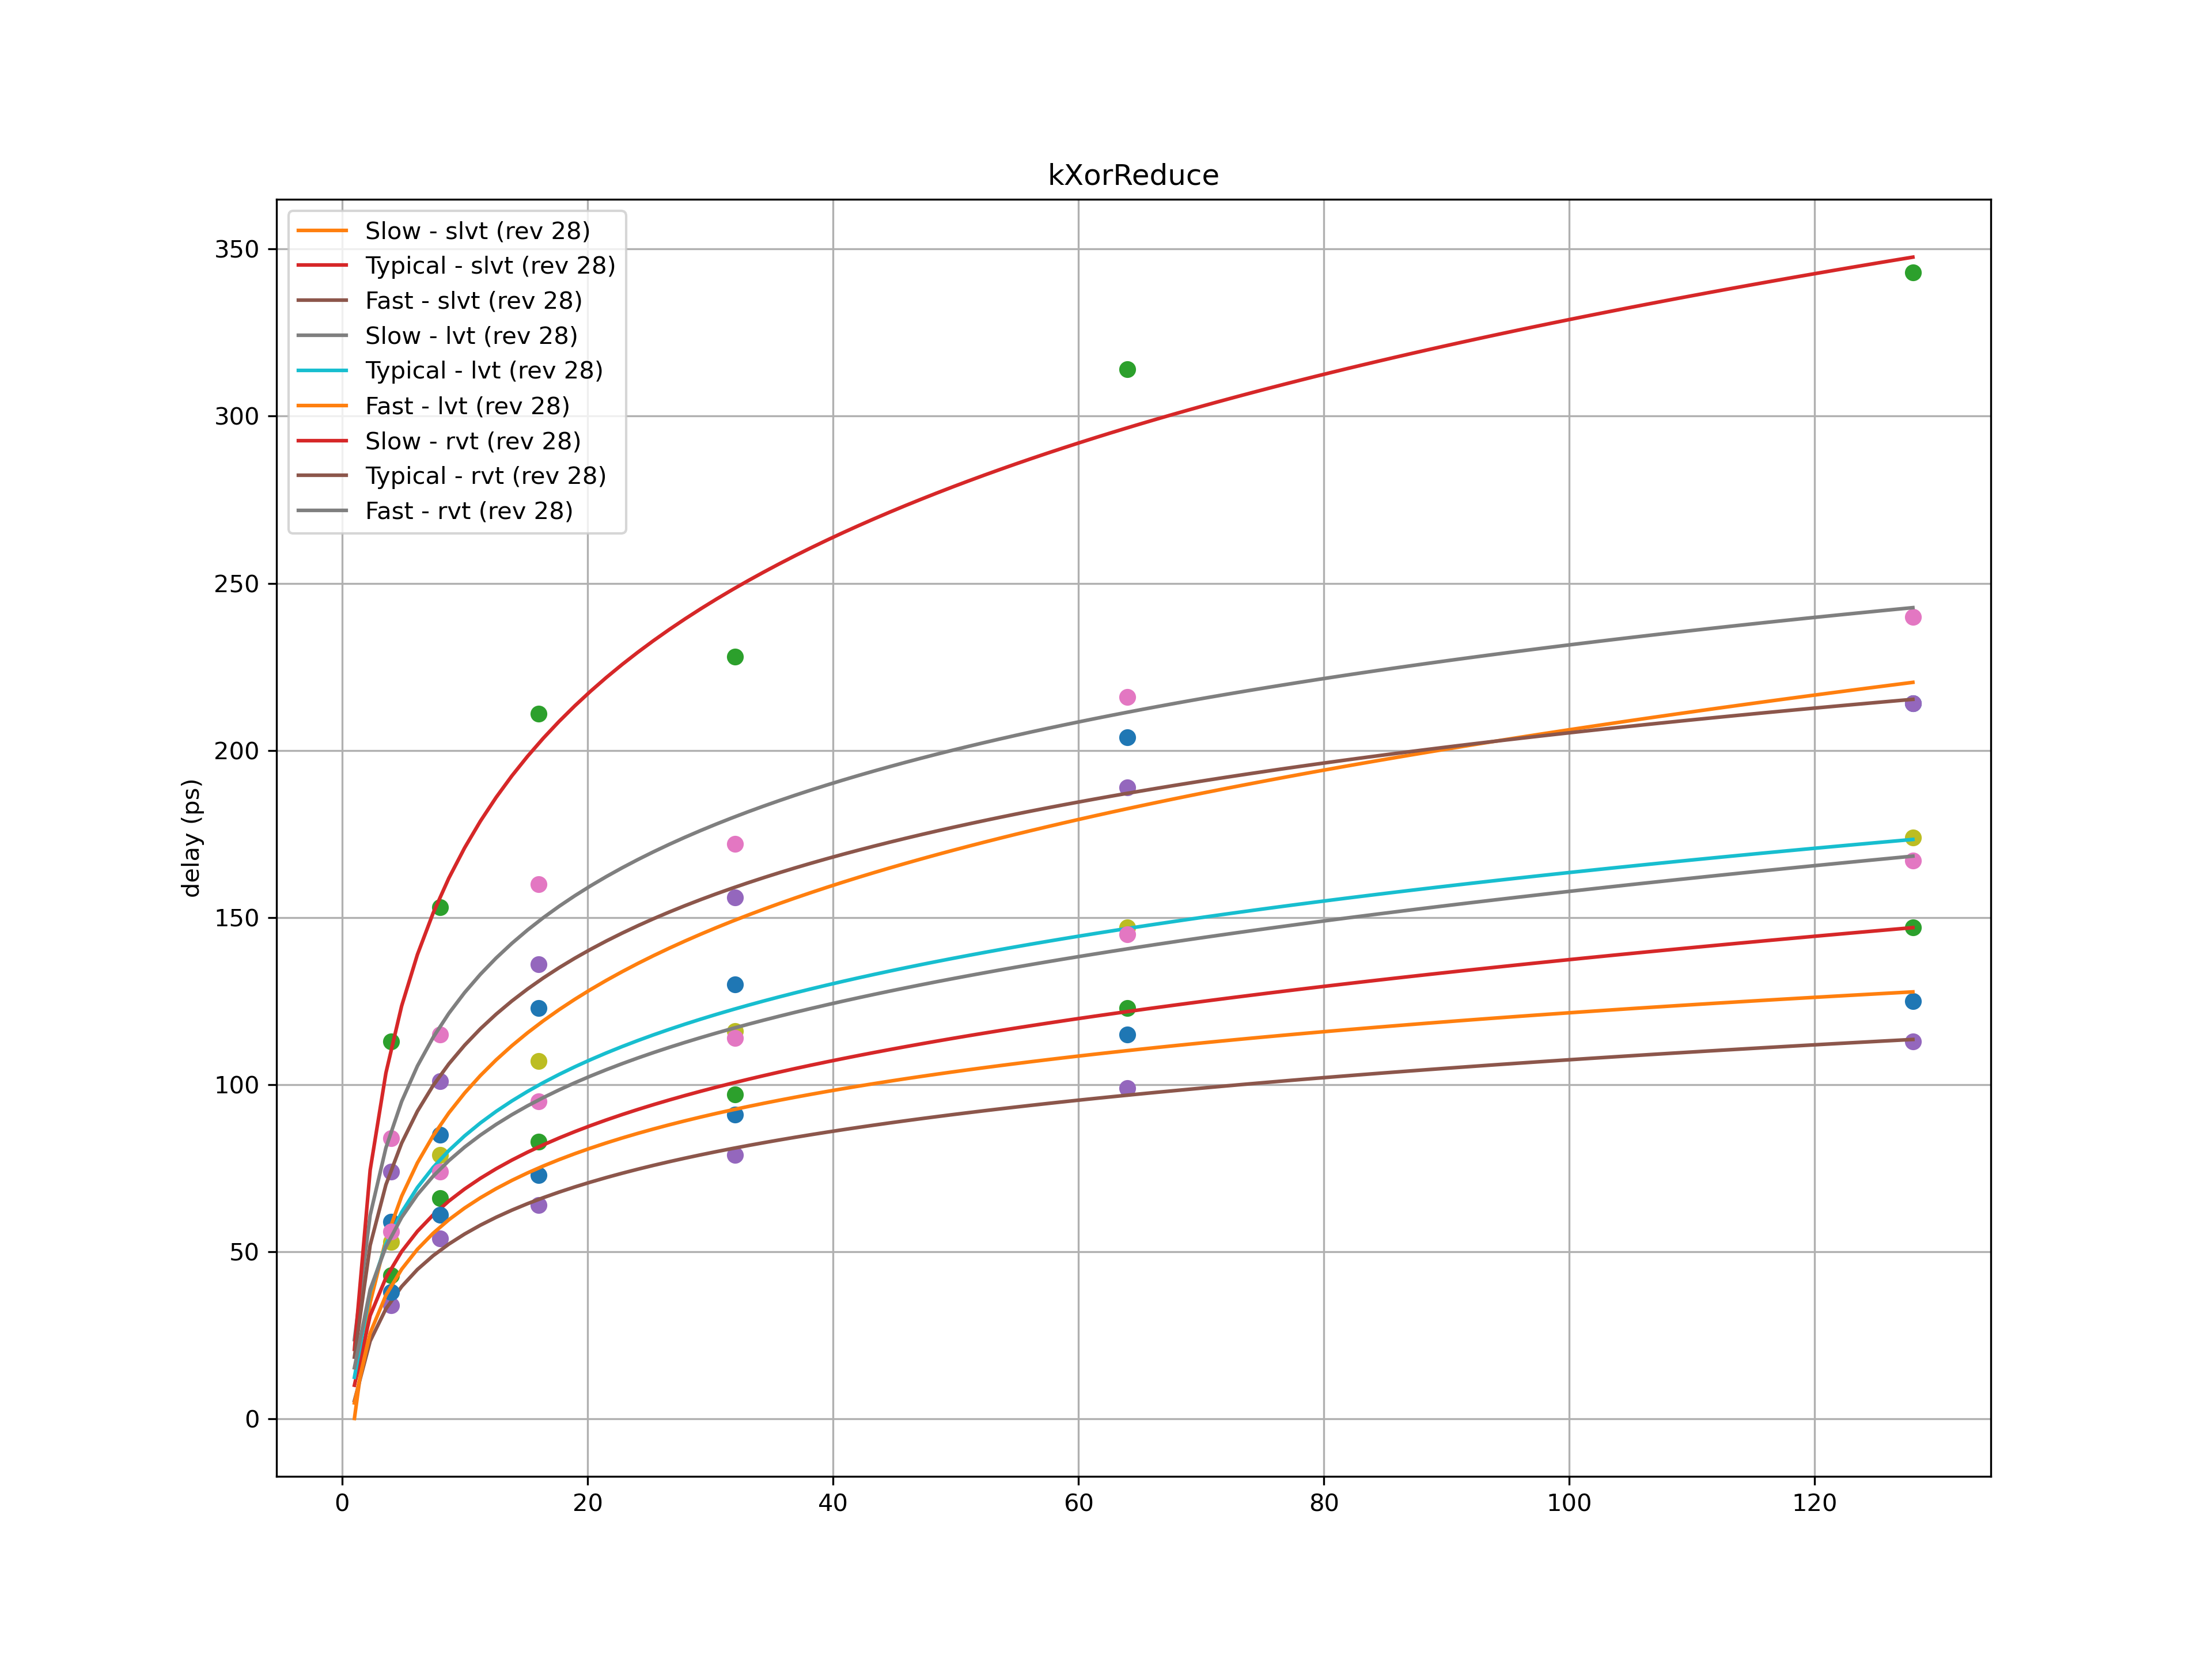 kXorReduce
Slow - slvt (rev 28)
Typical - slvt (rev 28)
Fast - slvt (rev 28)
Slow - lvt (rev 28)
Typical - lvt (rev 28)
Fast - lvt (rev 28)
Slow - rvt (rev 28)
Typical - rvt (rev 28)
Fast - rvt (rev 28)
delay (ps)
350
300
250
200
150
100
50
0
0 20 40 60 80 100 120